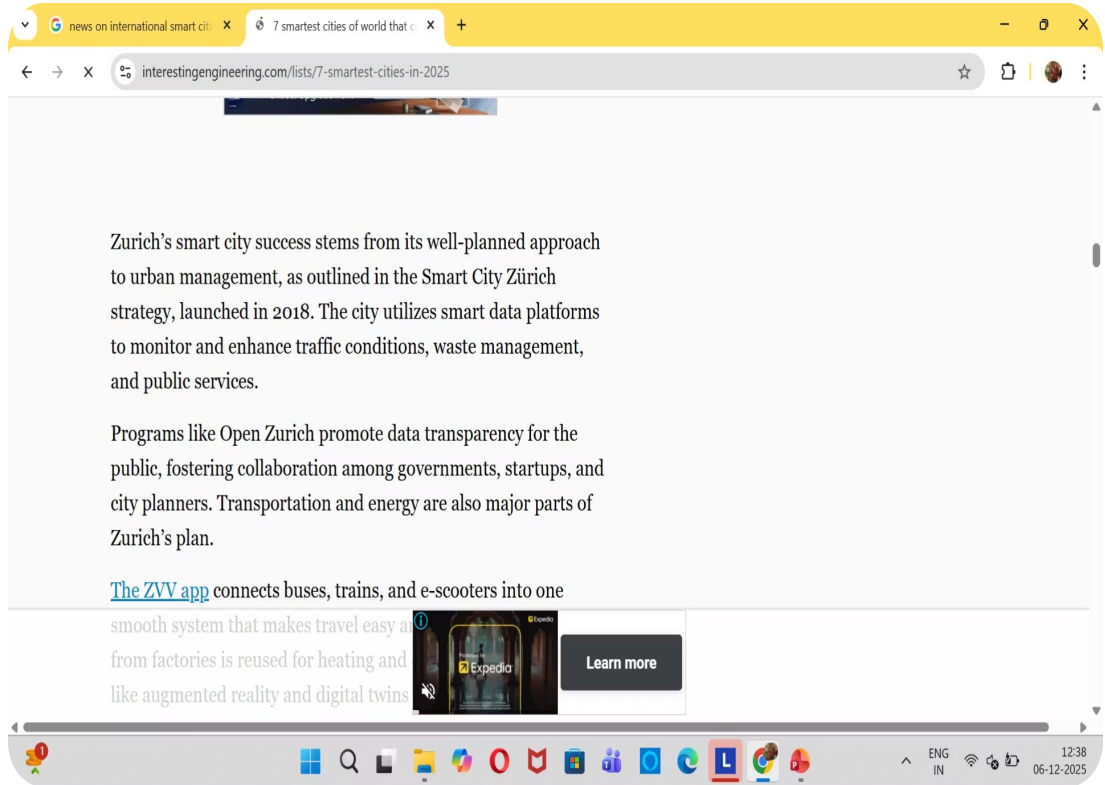 news on international smart citi
7 smartest cities of world that c
interestingengineering.com/lists/7-smartest-cities-in-2025
Zurich’s smart city success stems from its well-planned approach
to urban management, as outlined in the Smart City Zürich
strategy, launched in 2018. The city utilizes smart data platforms
to monitor and enhance traffic conditions, waste management,
and public services.
Programs like Open Zurich promote data transparency for the
public, fostering collaboration among governments, startups, and
city planners. Transportation and energy are also major parts of
Zurich’s plan.
The ZVV app connects buses, trains, and e-scooters into one
smooth system that makes travel easy a
from factories is reused for heating and
like augmented reality and digital twins
Expedia
Expedia
Learn more
1
L
P
ENG
IN
12:38
06-12-2025